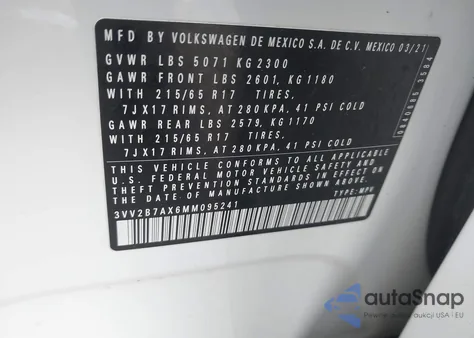 MFD BY VOLKSWAGEN DE MEXICO S.A. DE C.V. MEXICO 03/21
GVWR LBS 5071 KG 2300
GAWR FRONT LBS 2601, KG 1180
WITH 215/65 R17 TIRES,
7JX17 RIMS, AT 280 KPA, 41 PSI COLD
GAWR REAR LBS 2579, KG 1170
WITH 215/65 R17 TIRES,
7JX17 RIMS, AT 280 KPA, 41 PSI COLD
THIS VEHICLE CONFORMS TO ALL APPLICABLE
U.S. FEDERAL MOTOR VEHICLE SAFETY AND
THEFT PREVENTION STANDARDS IN EFFECT ON
THE DATE OF MANUFACTURE SHOWN ABOVE.
3VV2B7AX6MM095241 TYPE: MPV
autoSnap
Pewne aukcji USA | EU